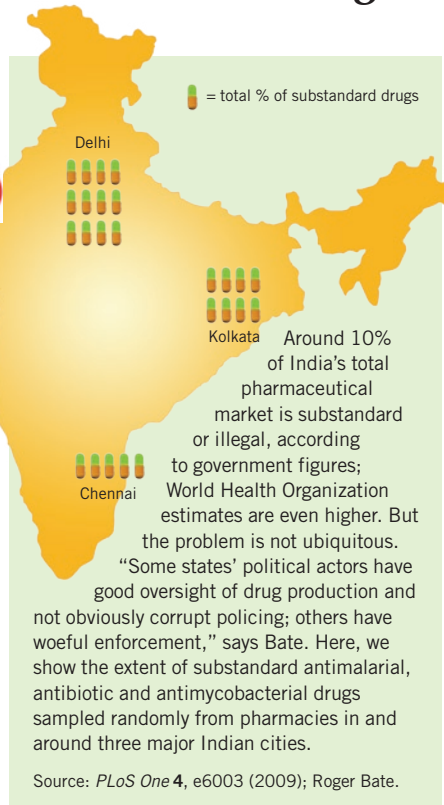 = total % of substandard drugs
Delhi
Kolkata
Chennai
Around 10%
of India's total
pharmaceutical
market is substandard
or illegal, according
to government figures;
World Health Organization
estimates are even higher. But
the problem is not ubiquitous.
"Some states' political actors have
good oversight of drug production and
not obviously corrupt policing; others have
woeful enforcement," says Bate. Here, we
show the extent of substandard antimalarial,
antibiotic and antimycobacterial drugs
sampled randomly from pharmacies in and
around three major Indian cities.
Source: PLoS One 4, e6003 (2009); Roger Bate.